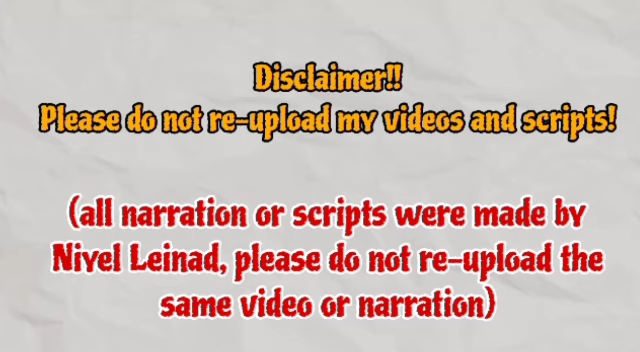 Disclaimer!!
Please do not re-upload my videos and scripts!
(all narration or scripts were made by
Nivel Leinad, please do not re-upload the
same video or narration)